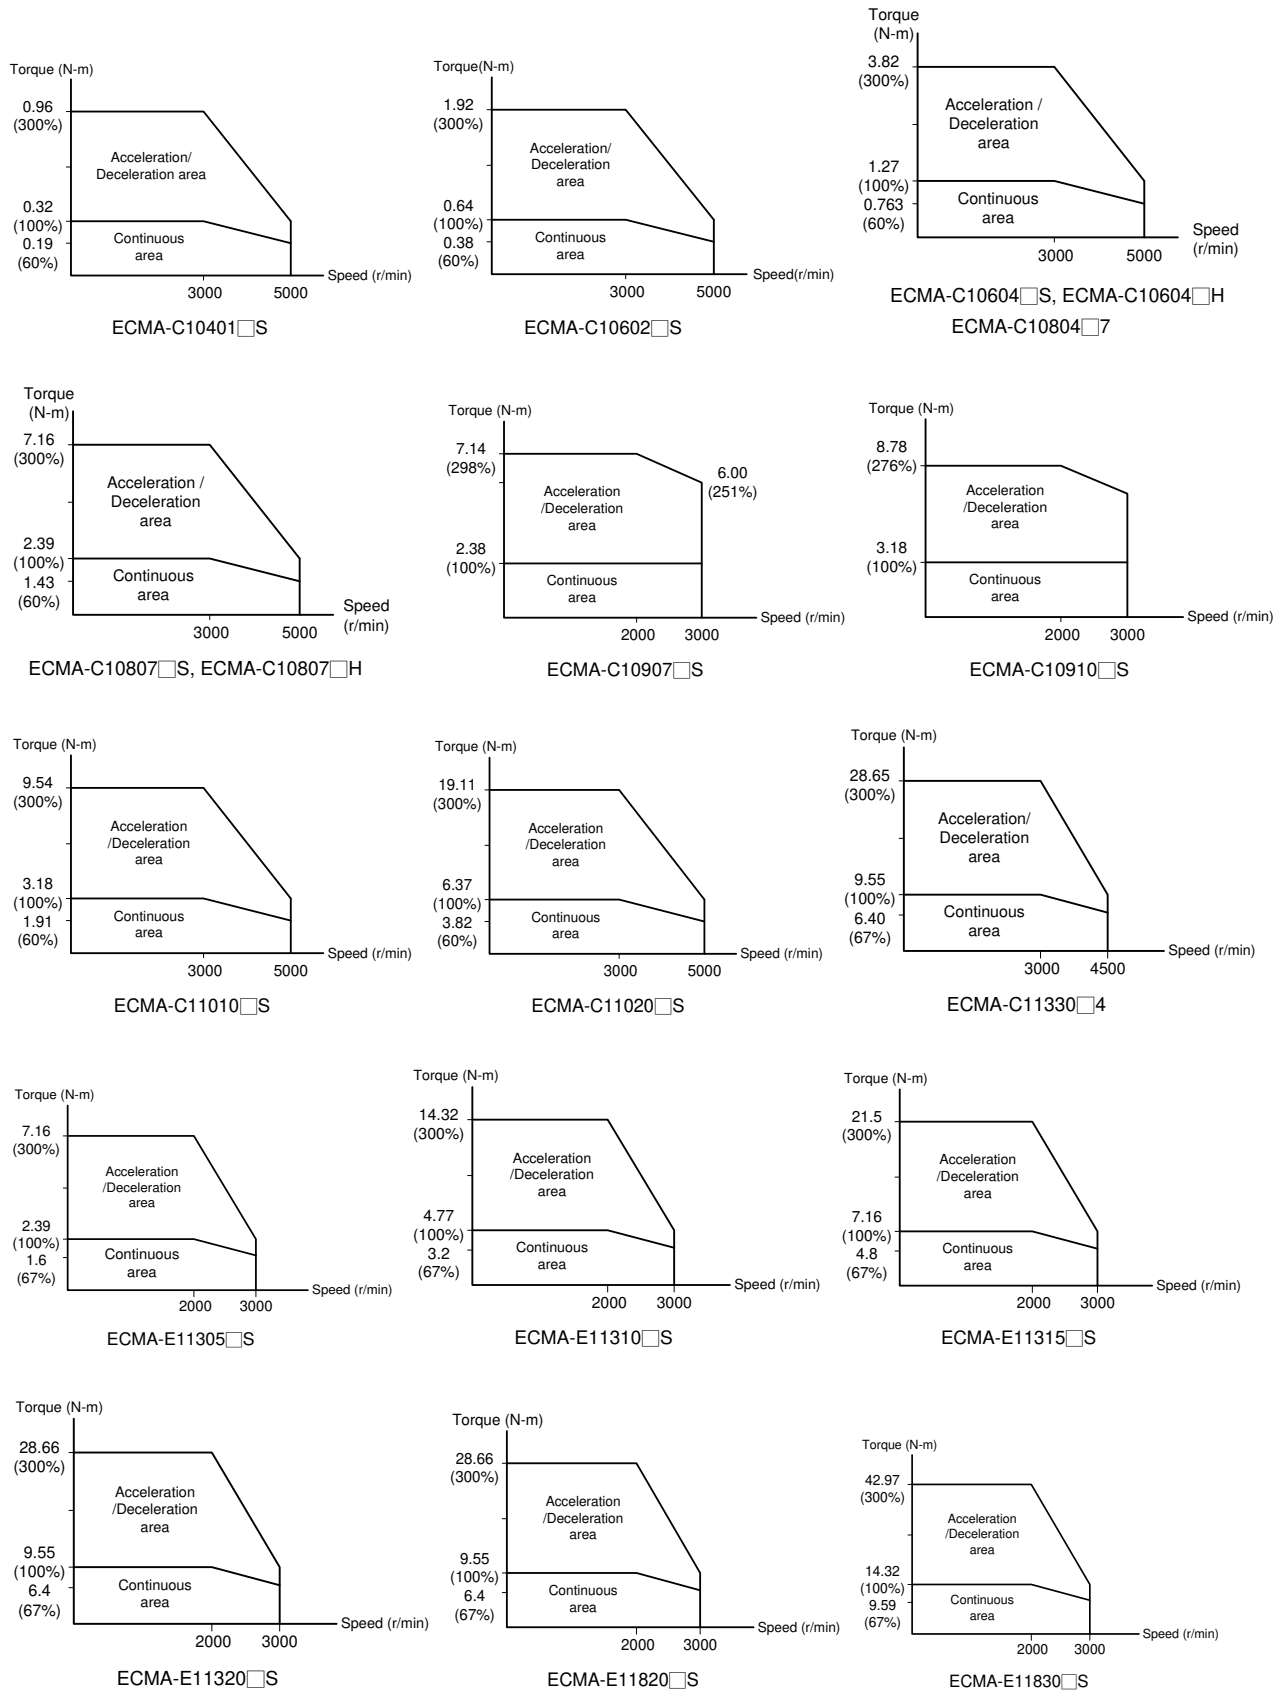 Torque (N-m)
0.96
(300%)
Acceleration/
Deceleration area
0.32
(100%)
0.19
(60%)
Continuous
area
Speed (r/min)
3000 5000
ECMA-C10401□S
Torque(N-m)
1.92
(300%)
Acceleration/
Deceleration
area
0.64
(100%)
0.38
(60%)
Continuous
area
Speed(r/min)
3000 5000
ECMA-C10602□S
Torque
(N-m)
3.82
(300%)
Acceleration /
Deceleration
area
1.27
(100%)
0.763
(60%)
Continuous
area
Speed
(r/min)
3000 5000
ECMA-C10604□S, ECMA-C10604□H
ECMA-C10804□7
Torque
(N-m)
7.16
(300%)
Acceleration /
Deceleration
area
2.39
(100%)
1.43
(60%)
Continuous
area
Speed
(r/min)
3000 5000
ECMA-C10807□S, ECMA-C10807□H
Torque (N-m)
7.14
(298%)
6.00
(251%)
Acceleration
/Deceleration
area
2.38
(100%)
Continuous
area
Speed (r/min)
2000 3000
ECMA-C10907□S
Torque (N-m)
8.78
(276%)
Acceleration
/Deceleration
area
3.18
(100%)
Continuous
area
Speed (r/min)
2000 3000
ECMA-C10910□S
Torque (N-m)
9.54
(300%)
Acceleration
/Deceleration
area
3.18
(100%)
1.91
(60%)
Continuous
area
Speed (r/min)
3000 5000
ECMA-C11010□S
Torque (N-m)
19.11
(300%)
Acceleration
/Deceleration
area
6.37
(100%)
3.82
(60%)
Continuous
area
Speed (r/min)
3000 5000
ECMA-C11020□S
Torque (N-m)
28.65
(300%)
Acceleration/
Deceleration
area
9.55
(100%)
6.40
(67%)
Continuous
area
Speed (r/min)
3000 4500
ECMA-C11330□4
Torque (N-m)
7.16
(300%)
Acceleration
/Deceleration
area
2.39
(100%)
1.6
(67%)
Continuous
area
Speed (r/min)
2000 3000
ECMA-E11305□S
Torque (N-m)
14.32
(300%)
Acceleration
/Deceleration
area
4.77
(100%)
3.2
(67%)
Continuous
area
Speed (r/min)
2000 3000
ECMA-E11310□S
Torque (N-m)
21.5
(300%)
Acceleration
/Deceleration
area
7.16
(100%)
4.8
(67%)
Continuous
area
Speed (r/min)
2000 3000
ECMA-E11315□S
Torque (N-m)
28.66
(300%)
Acceleration
/Deceleration
area
9.55
(100%)
6.4
(67%)
Continuous
area
Speed (r/min)
2000 3000
ECMA-E11320□S
Torque (N-m)
28.66
(300%)
Acceleration
/Deceleration
area
9.55
(100%)
6.4
(67%)
Continuous
area
Speed (r/min)
2000 3000
ECMA-E11820□S
Torque (N-m)
42.97
(300%)
Acceleration
/Deceleration
area
14.32
(100%)
9.59
(67%)
Continuous
area
Speed (r/min)
2000 3000
ECMA-E11830□S